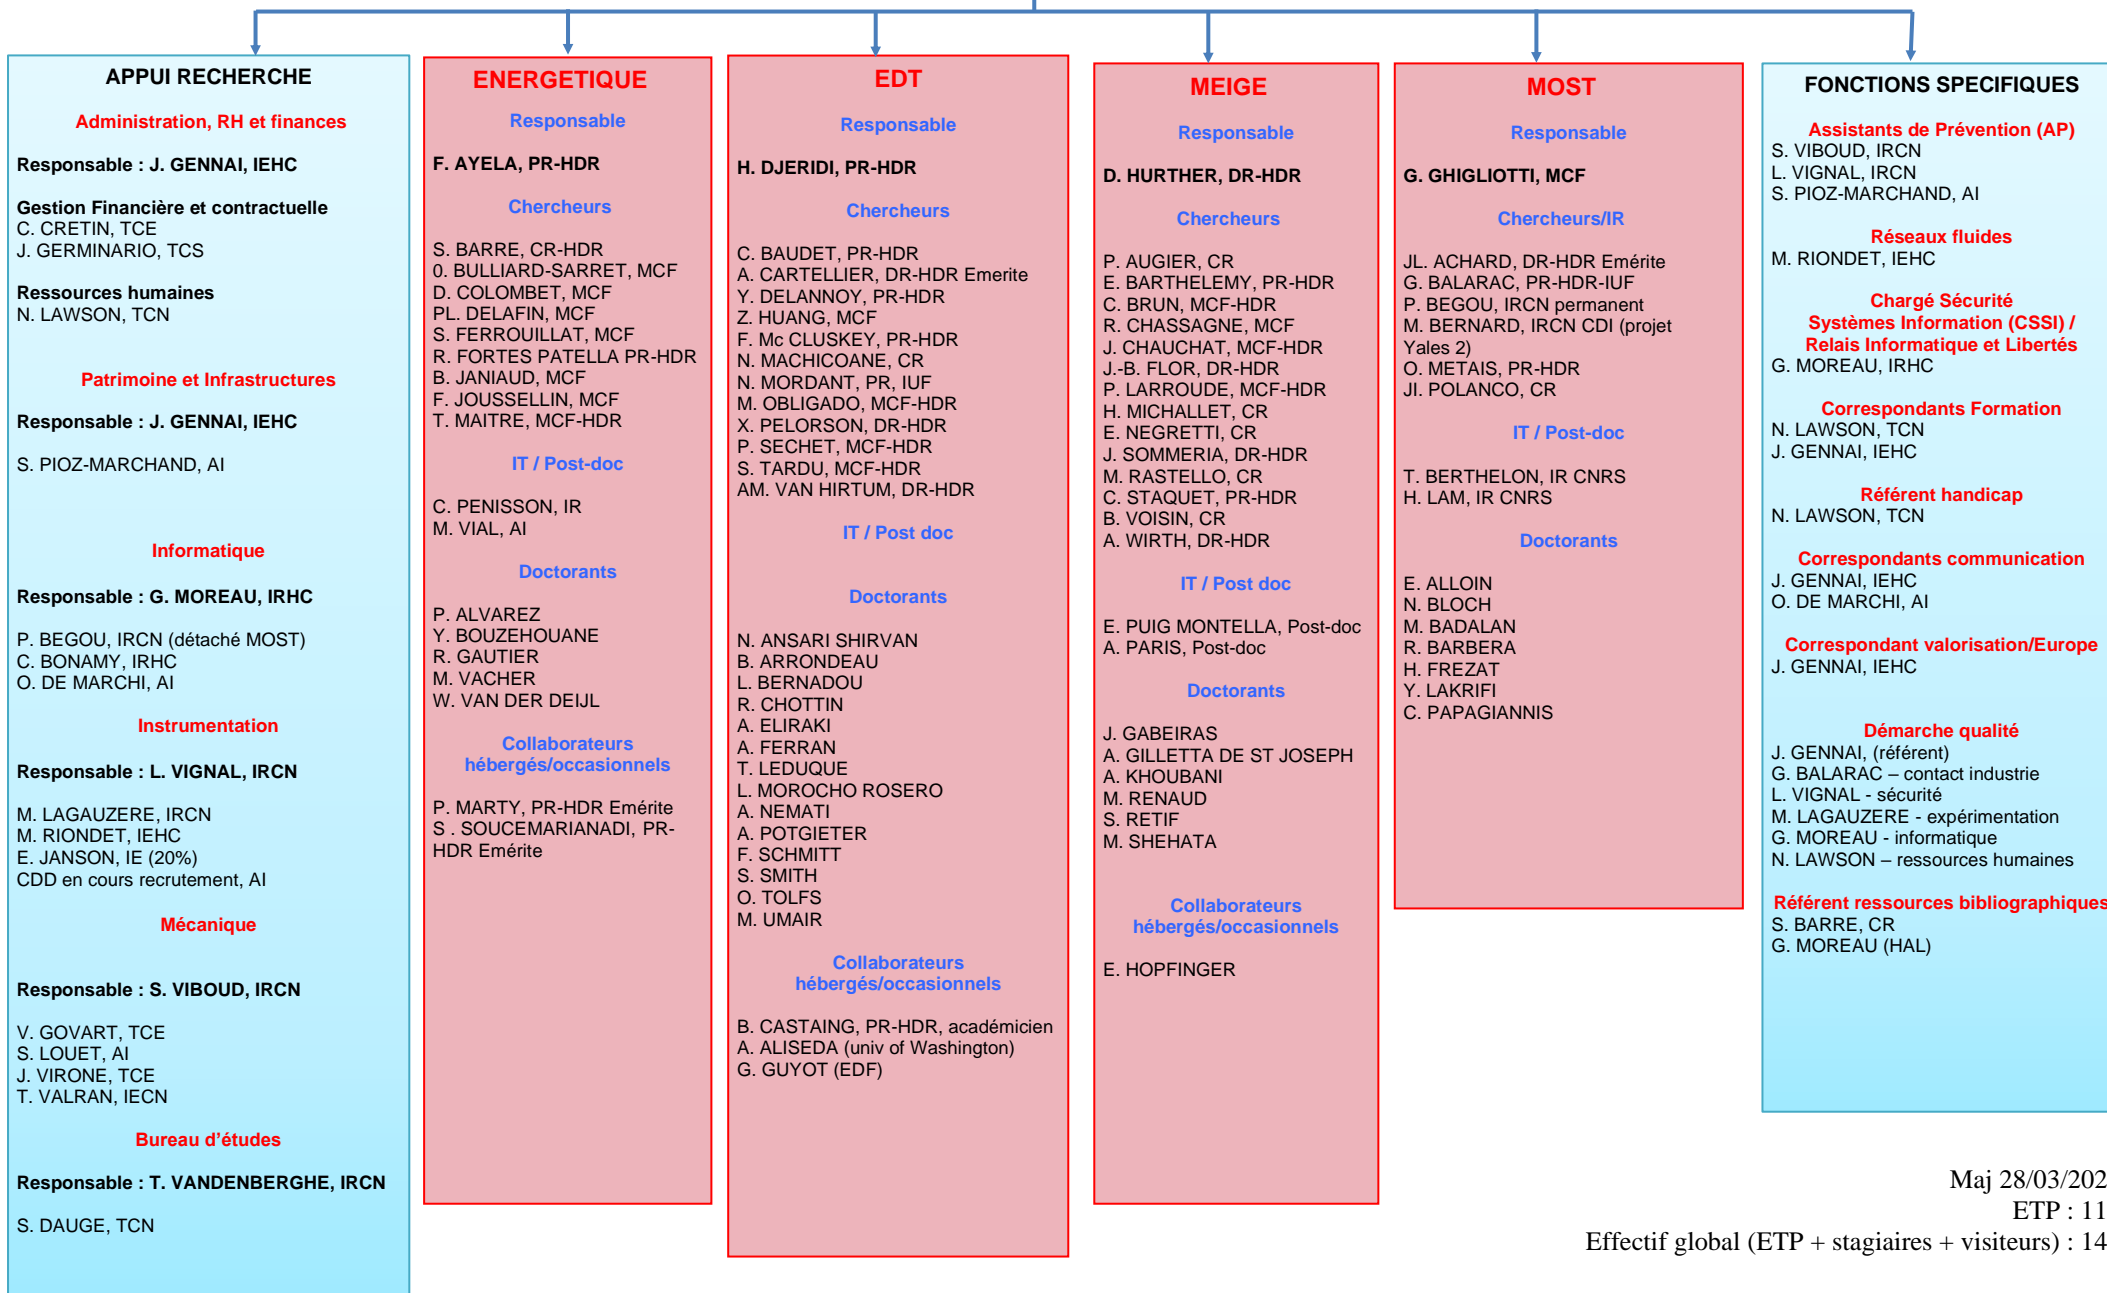 APPUI RECHERCHE
Administration, RH et finances
Responsable : J. GENNAI, IEHC
Gestion Financière et contractuelle
C. CRETIN, TCE
J. GERMINARIO, TCS
Ressources humaines
N. LAWSON, TCN
Patrimoine et Infrastructures
Responsable : J. GENNAI, IEHC
S. PIOZ-MARCHAND, AI
Informatique
Responsable : G. MOREAU, IRHC
P. BEGOU, IRCN (détaché MOST)
C. BONAMY, IRHC
O. DE MARCHI, AI
Instrumentation
Responsable : L. VIGNAL, IRCN
M. LAGAUZERE, IRCN
M. RIONDET, IEHC
E. JANSON, IE (20%)
CDD en cours recrutement, AI
Mécanique
Responsable : S. VIBOUD, IRCN
V. GOVART, TCE
S. LOUET, AI
J. VIRONE, TCE
T. VALRAN, IECN
Bureau d'études
Responsable : T. VANDENBERGHE, IRCN
S. DAUGE, TCN
ENERGETIQUE
Responsable
F. AYELA, PR-HDR
Chercheurs
S. BARRE, CR-HDR
0. BULLIARD-SARRET, MCF
D. COLOMBET, MCF
PL. DELAFIN, MCF
S. FERROUILLAT, MCF
R. FORTES PATELLA PR-HDR
B. JANIAUD, MCF
F. JOUSSELLIN, MCF
T. MAITRE, MCF-HDR
IT / Post-doc
C. PENISSON, IR
M. VIAL, AI
Doctorants
P. ALVAREZ
Y. BOUZEHOUANE
R. GAUTIER
M. VACHER
W. VAN DER DEIJL
Collaborateurs
hébergés/occasionnels
P. MARTY, PR-HDR Emérite
S . SOUCEMARIANADI, PR-
HDR Emérite
EDT
Responsable
H. DJERIDI, PR-HDR
Chercheurs
C. BAUDET, PR-HDR
A. CARTELLIER, DR-HDR Emerite
Y. DELANNOY, PR-HDR
Z. HUANG, MCF
F. Mc CLUSKEY, PR-HDR
N. MACHICOANE, CR
N. MORDANT, PR, IUF
M. OBLIGADO, MCF-HDR
X. PELORSON, DR-HDR
P. SECHET, MCF-HDR
S. TARDU, MCF-HDR
AM. VAN HIRTUM, DR-HDR
IT / Post doc
Doctorants
N. ANSARI SHIRVAN
B. ARRONDEAU
L. BERNADOU
R. CHOTTIN
A. ELIRAKI
A. FERRAN
T. LEDUQUE
L. MOROCHO ROSERO
A. NEMATI
A. POTGIETER
F. SCHMITT
S. SMITH
O. TOLFS
M. UMAIR
Collaborateurs
hébergés/occasionnels
B. CASTAING, PR-HDR, académicien
A. ALISEDA (univ of Washington)
G. GUYOT (EDF)
MEIGE
Responsable
D. HURTHER, DR-HDR
Chercheurs
P. AUGIER, CR
E. BARTHELEMY, PR-HDR
C. BRUN, MCF-HDR
R. CHASSAGNE, MCF
J. CHAUCHAT, MCF-HDR
J.-B. FLOR, DR-HDR
P. LARROUDE, MCF-HDR
H. MICHALLET, CR
E. NEGRETTI, CR
J. SOMMERIA, DR-HDR
M. RASTELLO, CR
C. STAQUET, PR-HDR
B. VOISIN, CR
A. WIRTH, DR-HDR
IT / Post doc
E. PUIG MONTELLA, Post-doc
A. PARIS, Post-doc
Doctorants
J. GABEIRAS
A. GILLETTA DE ST JOSEPH
A. KHOUBANI
M. RENAUD
S. RETIF
M. SHEHATA
Collaborateurs
hébergés/occasionnels
E. HOPFINGER
MOST
Responsable
G. GHIGLIOTTI, MCF
Chercheurs/IR
JL. ACHARD, DR-HDR Emérite
G. BALARAC, PR-HDR-IUF
P. BEGOU, IRCN permanent
M. BERNARD, IRCN CDI (projet
Yales 2)
O. METAIS, PR-HDR
JI. POLANCO, CR
IT / Post-doc
T. BERTHELON, IR CNRS
H. LAM, IR CNRS
Doctorants
E. ALLOIN
N. BLOCH
M. BADALAN
R. BARBERA
H. FREZAT
Y. LAKRIFI
C. PAPAGIANNIS
FONCTIONS SPECIFIQUES
Assistants de Prévention (AP)
S. VIBOUD, IRCN
L. VIGNAL, IRCN
S. PIOZ-MARCHAND, AI
Réseaux fluides
M. RIONDET, IEHC
Chargé Sécurité
Systèmes Information (CSSI) /
Relais Informatique et Libertés
G. MOREAU, IRHC
Correspondants Formation
N. LAWSON, TCN
J. GENNAI, IEHC
Référent handicap
N. LAWSON, TCN
Correspondants communication
J. GENNAI, IEHC
O. DE MARCHI, AI
Correspondant valorisation/Europe
J. GENNAI, IEHC
Démarche qualité
J. GENNAI, (référent)
G. BALARAC – contact industrie
L. VIGNAL - sécurité
M. LAGAUZERE - expérimentation
G. MOREAU - informatique
N. LAWSON – ressources humaines
Référent ressources bibliographiques
S. BARRE, CR
G. MOREAU (HAL)
Maj 28/03/202
ETP : 11
Effectif global (ETP + stagiaires + visiteurs) : 14